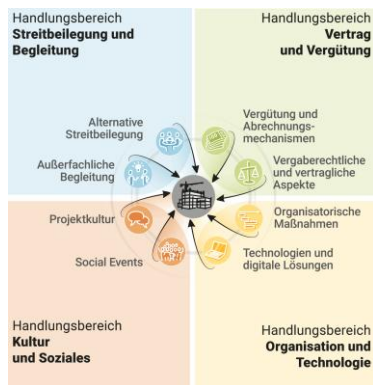 Handlungsbereich
Streitbeilegung und
Begleitung
Handlungsbereich
Vertrag
und Vergütung
Alternative
Streitbeilegung
Vergütung und
Abrechnungs-
mechanismen
Außerfachliche
Begleitung
Vergaberechtliche
und vertragliche
Aspekte
Projektkultur
Organisatorische
Maßnahmen
Social Events
Technologien und
digitale Lösungen
Handlungsbereich
Kultur
und Soziales
Handlungsbereich
Organisation und
Technologie